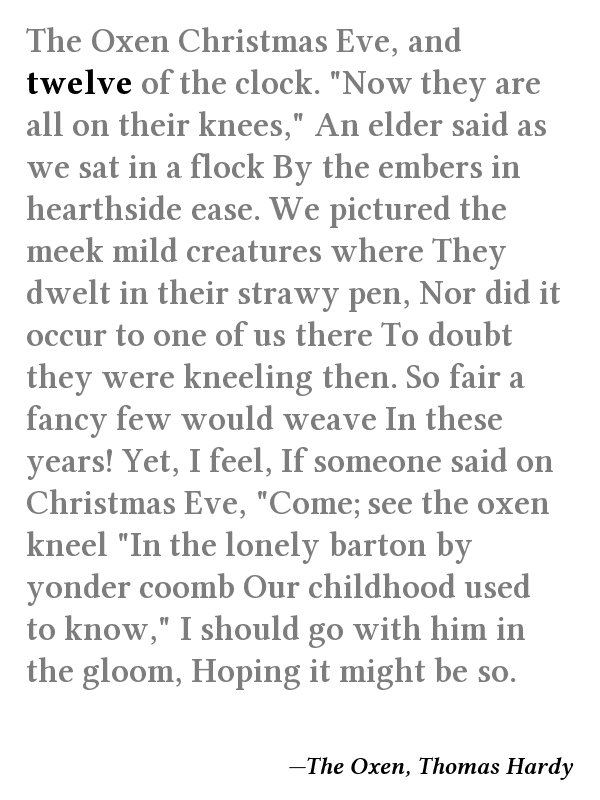 The Oxen Christmas Eve, and
twelve of the clock. "Now they are
all on their knees," An elder said as
we sat in a flock By the embers in
hearthside ease. We pictured the
meek mild creatures where They
dwelt in their strawy pen, Nor did it
occur to one of us there To doubt
they were kneeling then. So fair a
fancy few would weave In these
years! Yet, I feel, If someone said on
Christmas Eve, "Come; see the oxen
kneel "In the lonely barton by
yonder coomb Our childhood used
to know," I should go with him in
the gloom, Hoping it might be so.
—The Oxen, Thomas Hardy